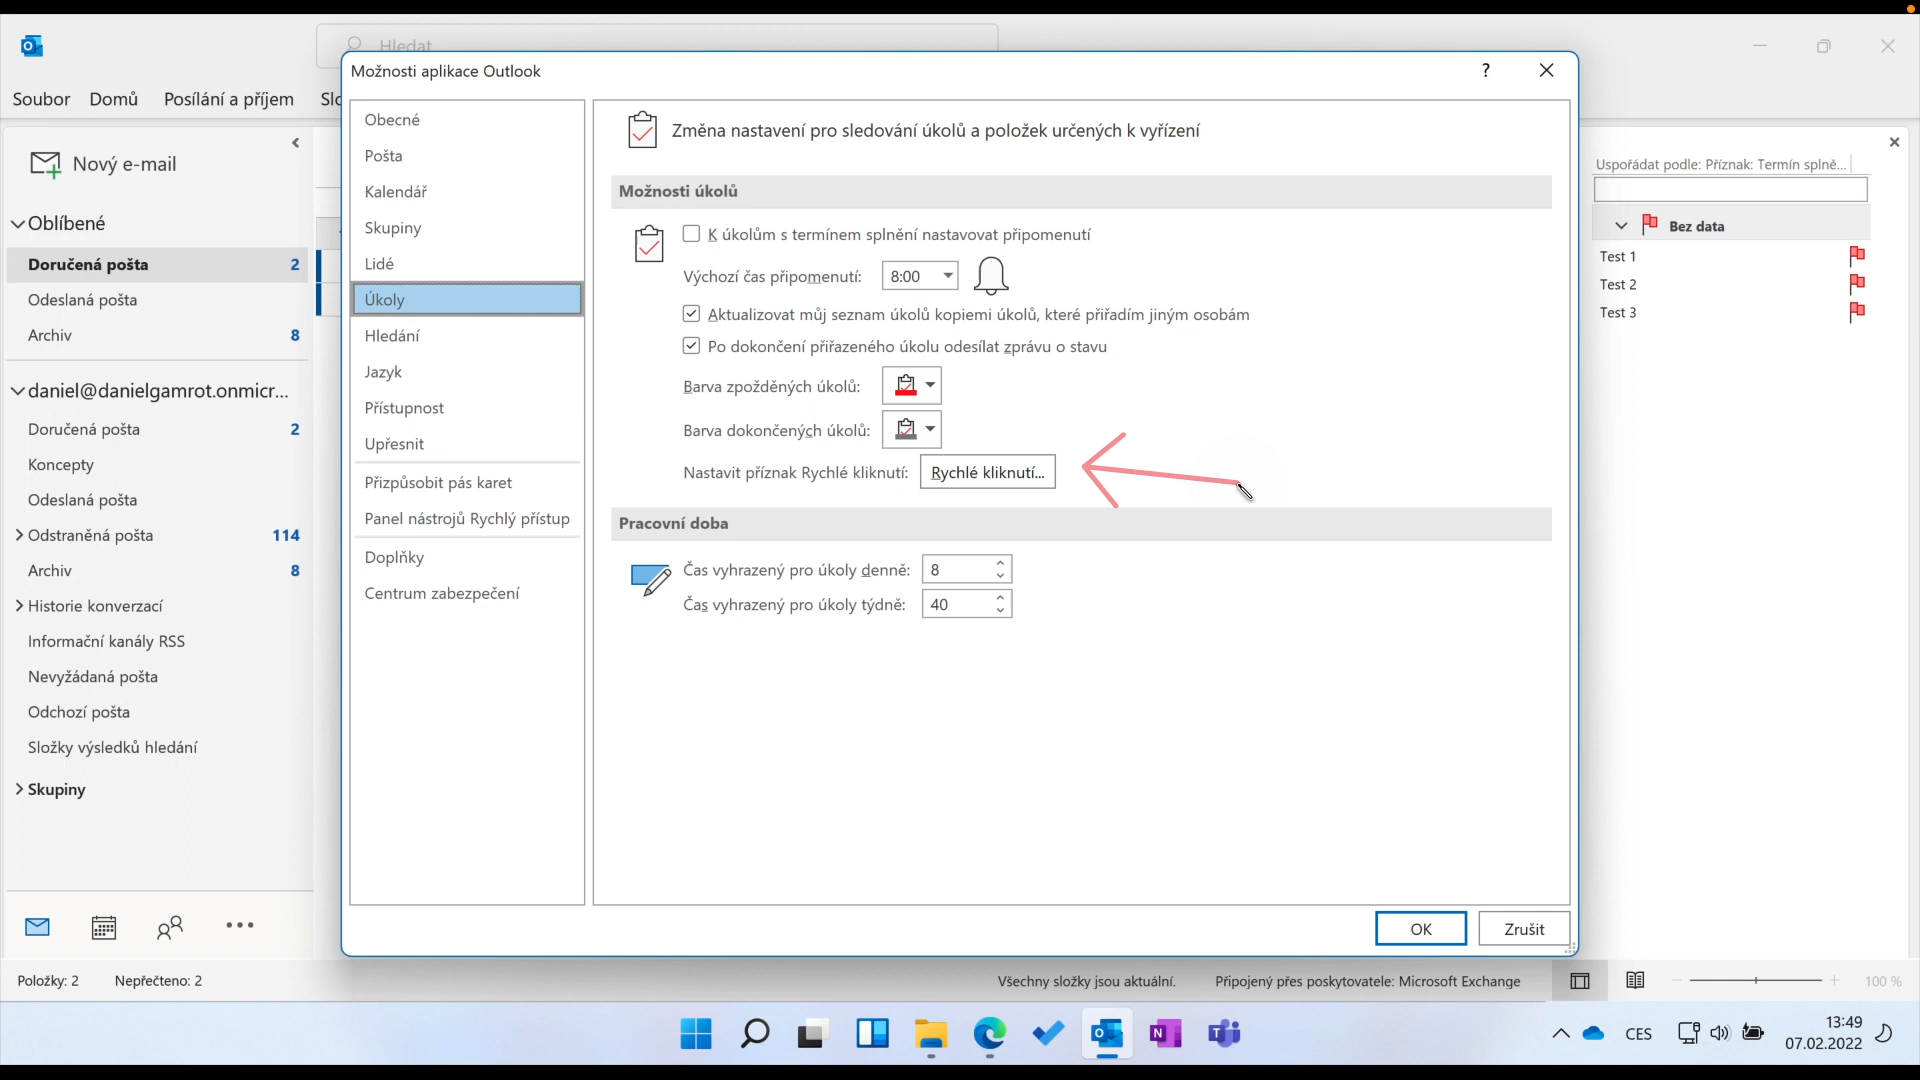 Hledat
Možnosti aplikace Outlook
?
Soubor Domů Posílání a příjem
Nový e-mail
Oblíbené
Doručená pošta 2
Odeslaná pošta
Archiv 8
daniel@danielgamrot.onmicr...
Doručená pošta 2
Koncepty
Odeslaná pošta
Odstraněná pošta 114
Archiv 8
Historie konverzací
Informační kanály RSS
Nevyžádaná pošta
Odchozí pošta
Složky výsledků hledání
Skupiny
Obecné
Pošta
Kalendář
Skupiny
Lidé
Úkoly
Hledání
Jazyk
Přístupnost
Upřesnit
Přizpůsobit pás karet
Panel nástrojů Rychlý přístup
Doplňky
Centrum zabezpečení
Změna nastavení pro sledování úkolů a položek určených k vyřízení
Možnosti úkolů
K úkolům s termínem splnění nastavovat připomenutí
Výchozí čas připomenutí: 8:00
Aktualizovat můj seznam úkolů kopiemi úkolů, které přiřadím jiným osobám
Po dokončení přiřazeného úkolu odesílat zprávu o stavu
Barva zpožděných úkolů:
Barva dokončených úkolů:
Nastavit příznak Rychlé kliknutí: Rychlé kliknutí...
Pracovní doba
Čas vyhrazený pro úkoly denně: 8
Čas vyhrazený pro úkoly týdně: 40
OK Zrušit
Uspořádat podle: Příznak: Termín splně...
Bez data
Test 1
Test 2
Test 3
Položky: 2 Nepřečteno: 2
Všechny složky jsou aktuální. Připojený přes poskytovatele: Microsoft Exchange
100 %
CES
13:49
07.02.2022